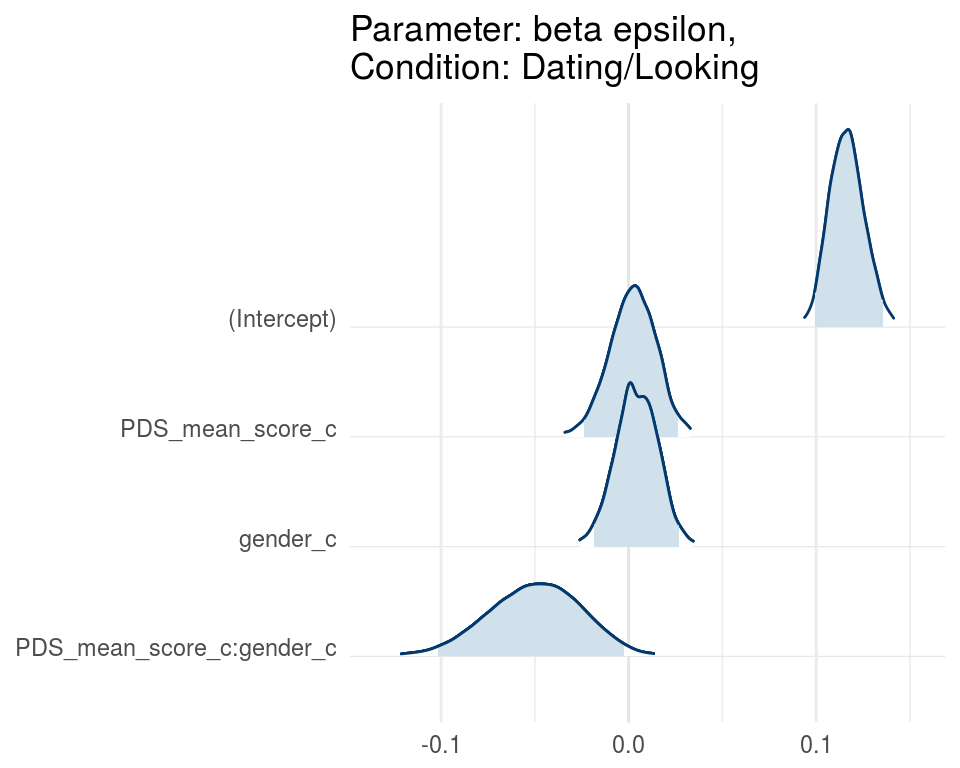 Parameter: beta epsilon,
Condition: Dating/Looking
(Intercept)
PDS_mean_score_c
gender_c
PDS_mean_score_c:gender_c
-0.1 0.0 0.1